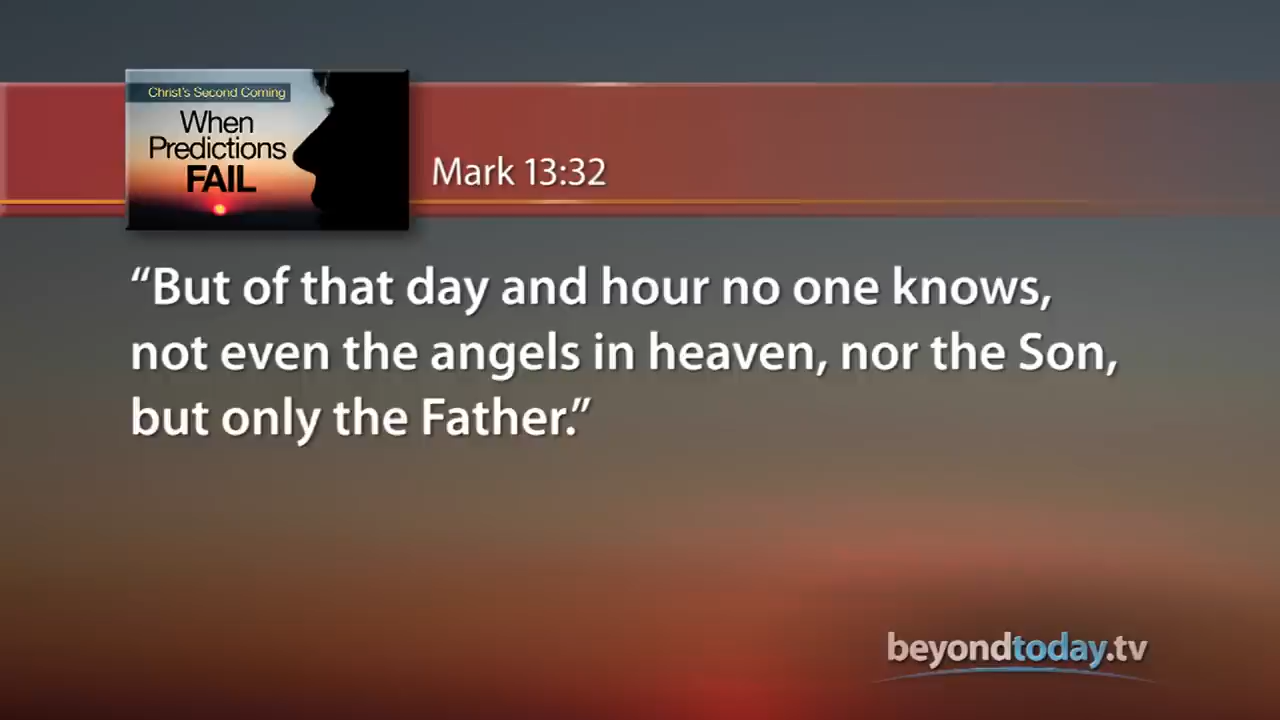 Christ's Second Coming
When
Predictions
FAIL
Mark 13:32
“But of that day and hour no one knows,
not even the angels in heaven, nor the Son,
but only the Father.”
beyondtoday.tv